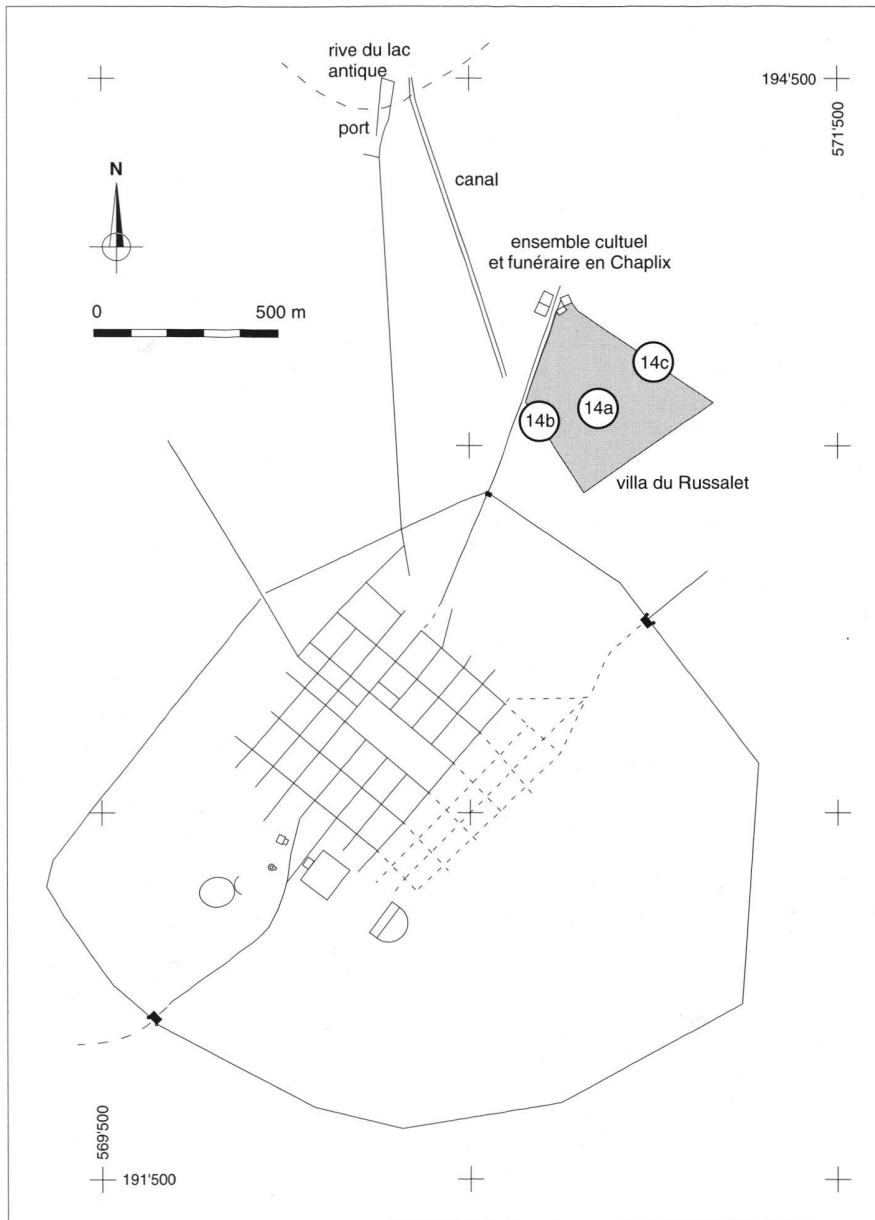 rive du lac
antique
194'500
571'500
port
canal
N
ensemble cultuel
et funéraire en Chaplix
0 500 m
14c
14a
14b
villa du Russalet
569'500
191'500